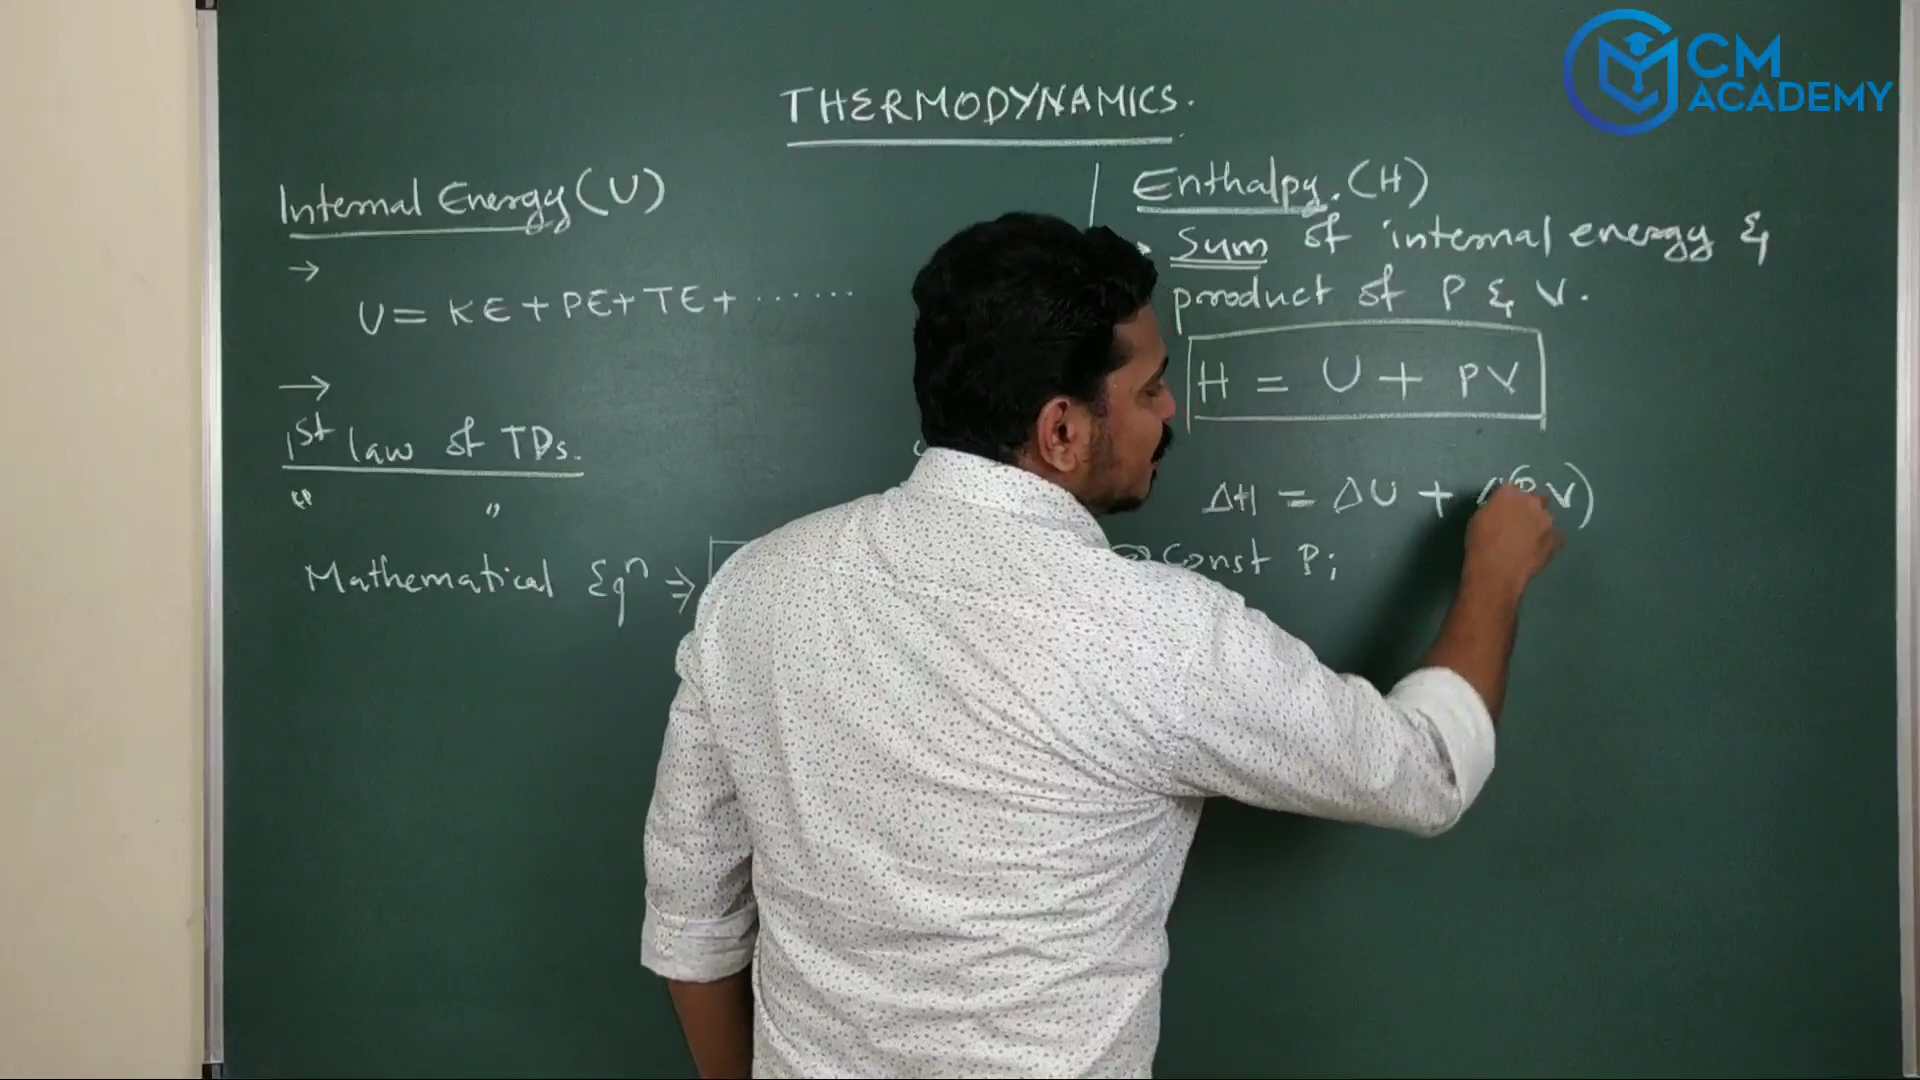 CM
ACADEMY
THERMODYNAMICS.
Internal Energy (U)
→
U = KE + PE + TE + ......
→
1st law of TDs.
"          "
Mathematical Eqn ⇒
Enthalpy. (H)
Sum of internal energy &
product of P & V.
H = U + PV
ΔH = ΔU + (PV)
Const P;